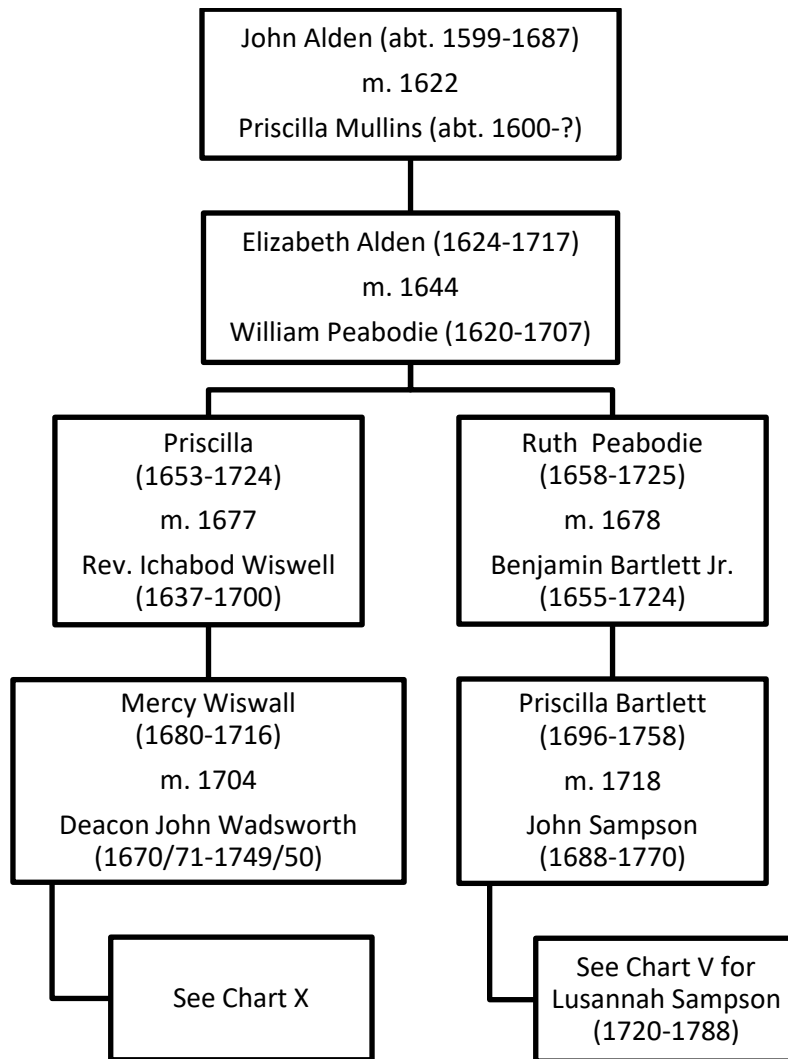 John Alden (abt. 1599-1687)
m. 1622
Priscilla Mullins (abt. 1600-?)
Elizabeth Alden (1624-1717)
m. 1644
William Peabodie (1620-1707)
Priscilla
(1653-1724)
m. 1677
Rev. Ichabod Wiswell
(1637-1700)
Ruth Peabodie
(1658-1725)
m. 1678
Benjamin Bartlett Jr.
(1655-1724)
Mercy Wiswall
(1680-1716)
m. 1704
Deacon John Wadsworth
(1670/71-1749/50)
Priscilla Bartlett
(1696-1758)
m. 1718
John Sampson
(1688-1770)
See Chart X
See Chart V for
Lusannah Sampson
(1720-1788)